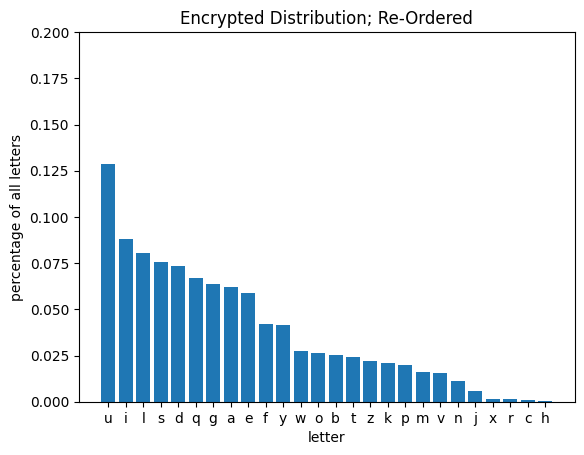 Encrypted Distribution; Re-Ordered
0.200
0.175
0.150
0.125
0.100
0.075
0.050
0.025
0.000
percentage of all letters
u i l s d q g a e f y w o b t z k p m v n j x r c h
letter